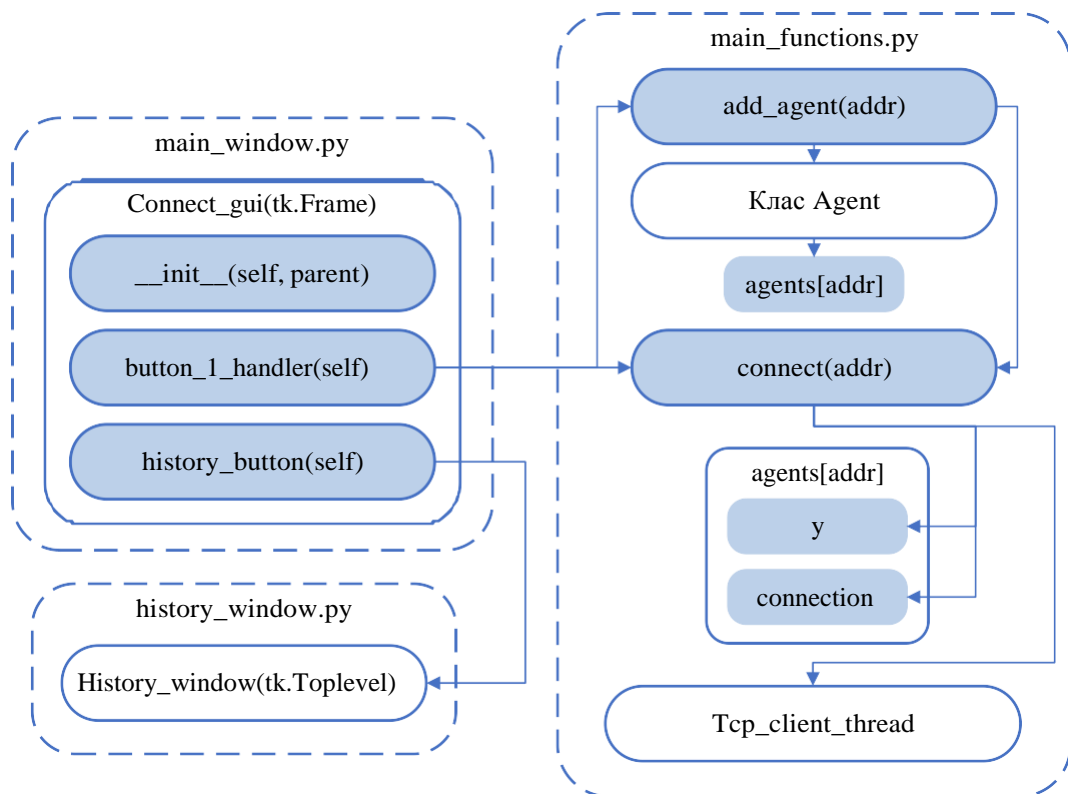 main_window.py
Connect_gui(tk.Frame)
__init__(self, parent)
button_1_handler(self)
history_button(self)
history_window.py
History_window(tk.Toplevel)
main_functions.py
add_agent(addr)
Клас Agent
agents[addr]
connect(addr)
agents[addr]
y
connection
Tcp_client_thread